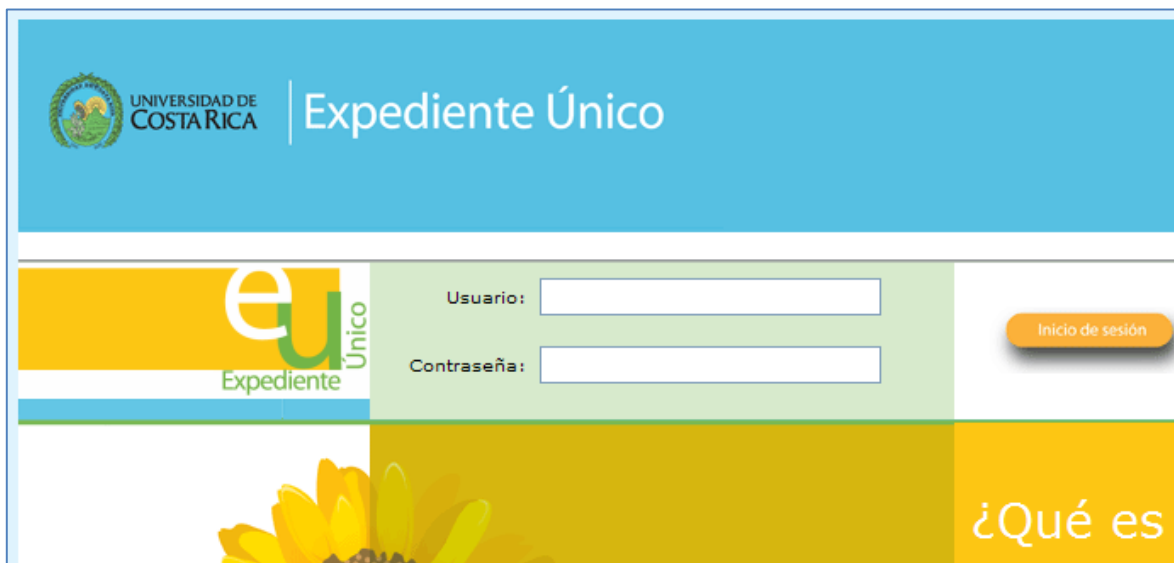 UNIVERSIDAD DE
COSTA RICA
Expediente Único
eu
Expediente
Único
Usuario:
Contraseña:
Inicio de sesión
¿Qué es